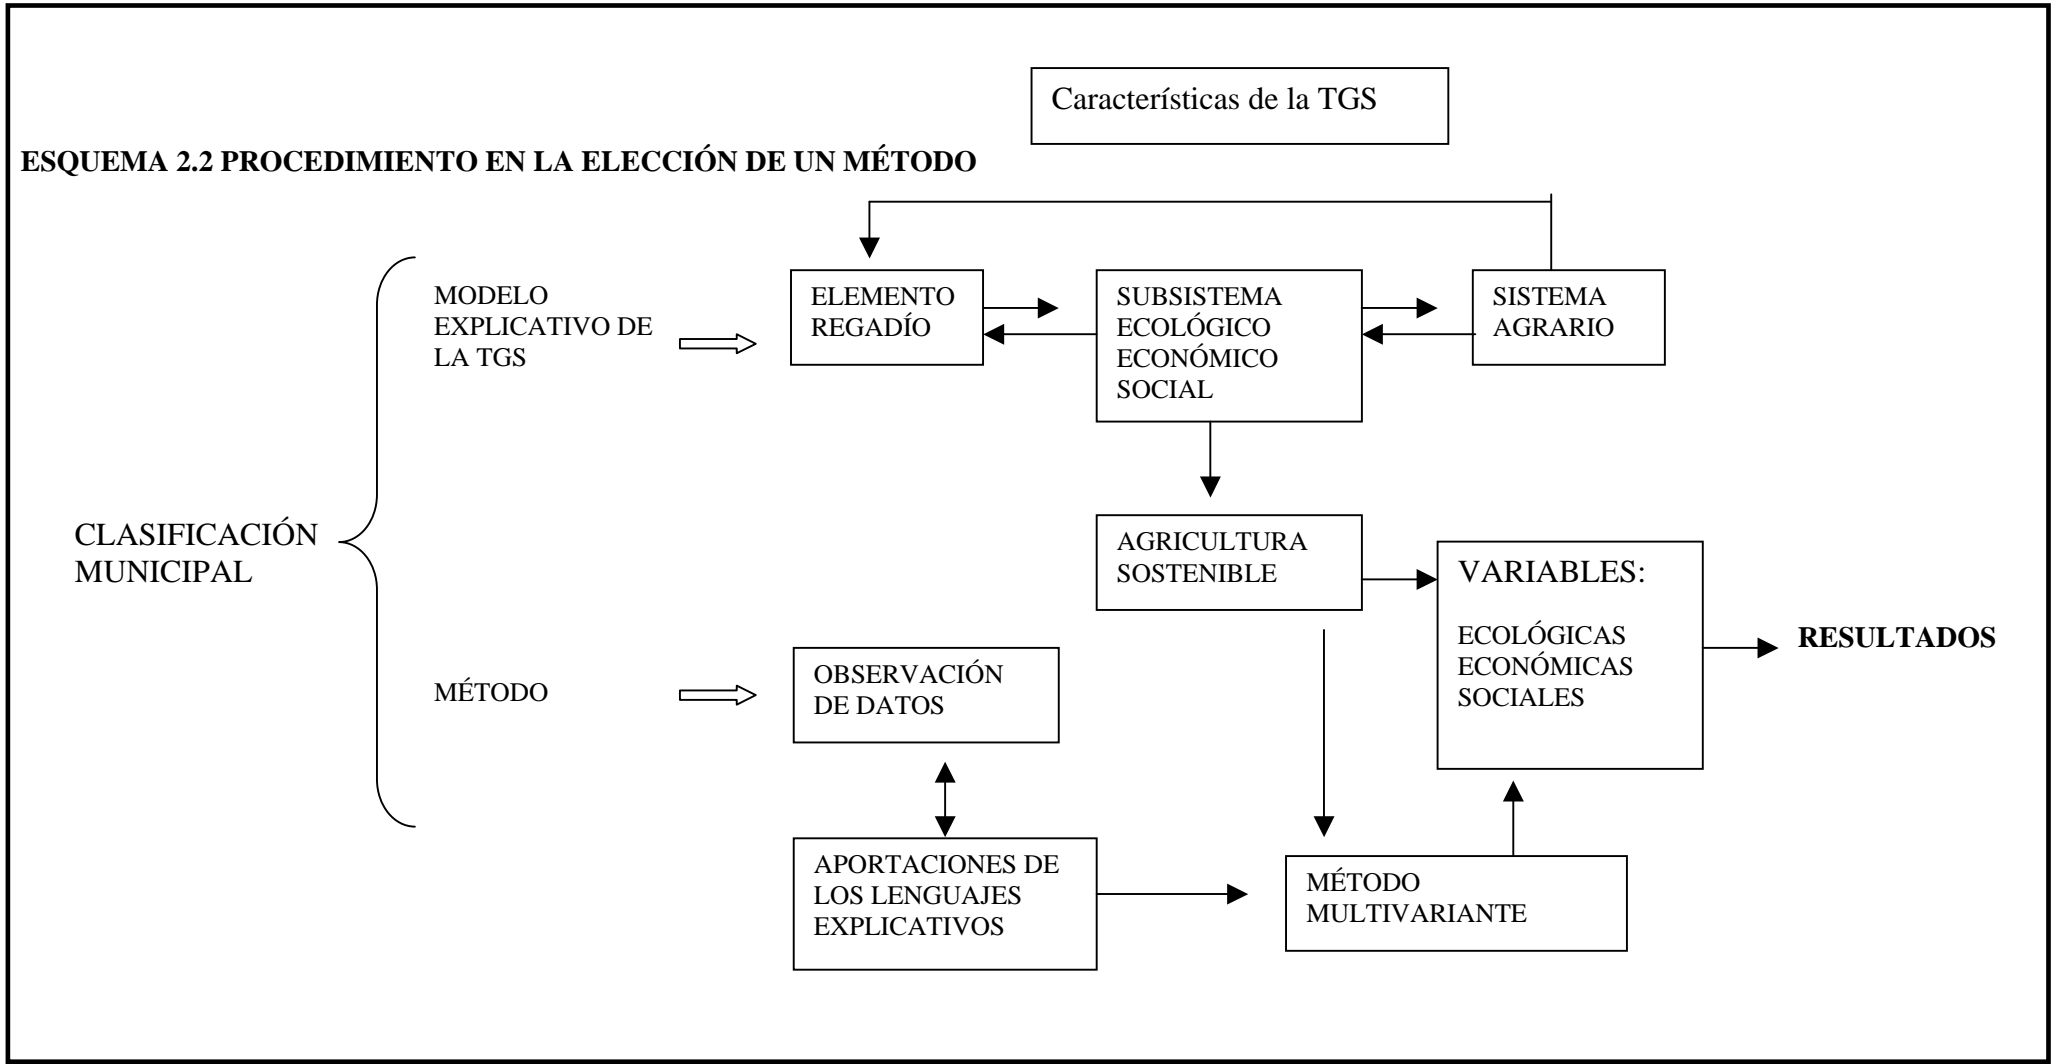 Características de la TGS
ESQUEMA 2.2 PROCEDIMIENTO EN LA ELECCIÓN DE UN MÉTODO
MODELO
EXPLICATIVO DE
LA TGS
ELEMENTO
REGADÍO
SUBSISTEMA
ECOLÓGICO
ECONÓMICO
SOCIAL
SISTEMA
AGRARIO
CLASIFICACIÓN
MUNICIPAL
AGRICULTURA
SOSTENIBLE
VARIABLES:
ECOLÓGICAS
ECONÓMICAS
SOCIALES
RESULTADOS
MÉTODO
OBSERVACIÓN
DE DATOS
APORTACIONES DE
LOS LENGUAJES
EXPLICATIVOS
MÉTODO
MULTIVARIANTE